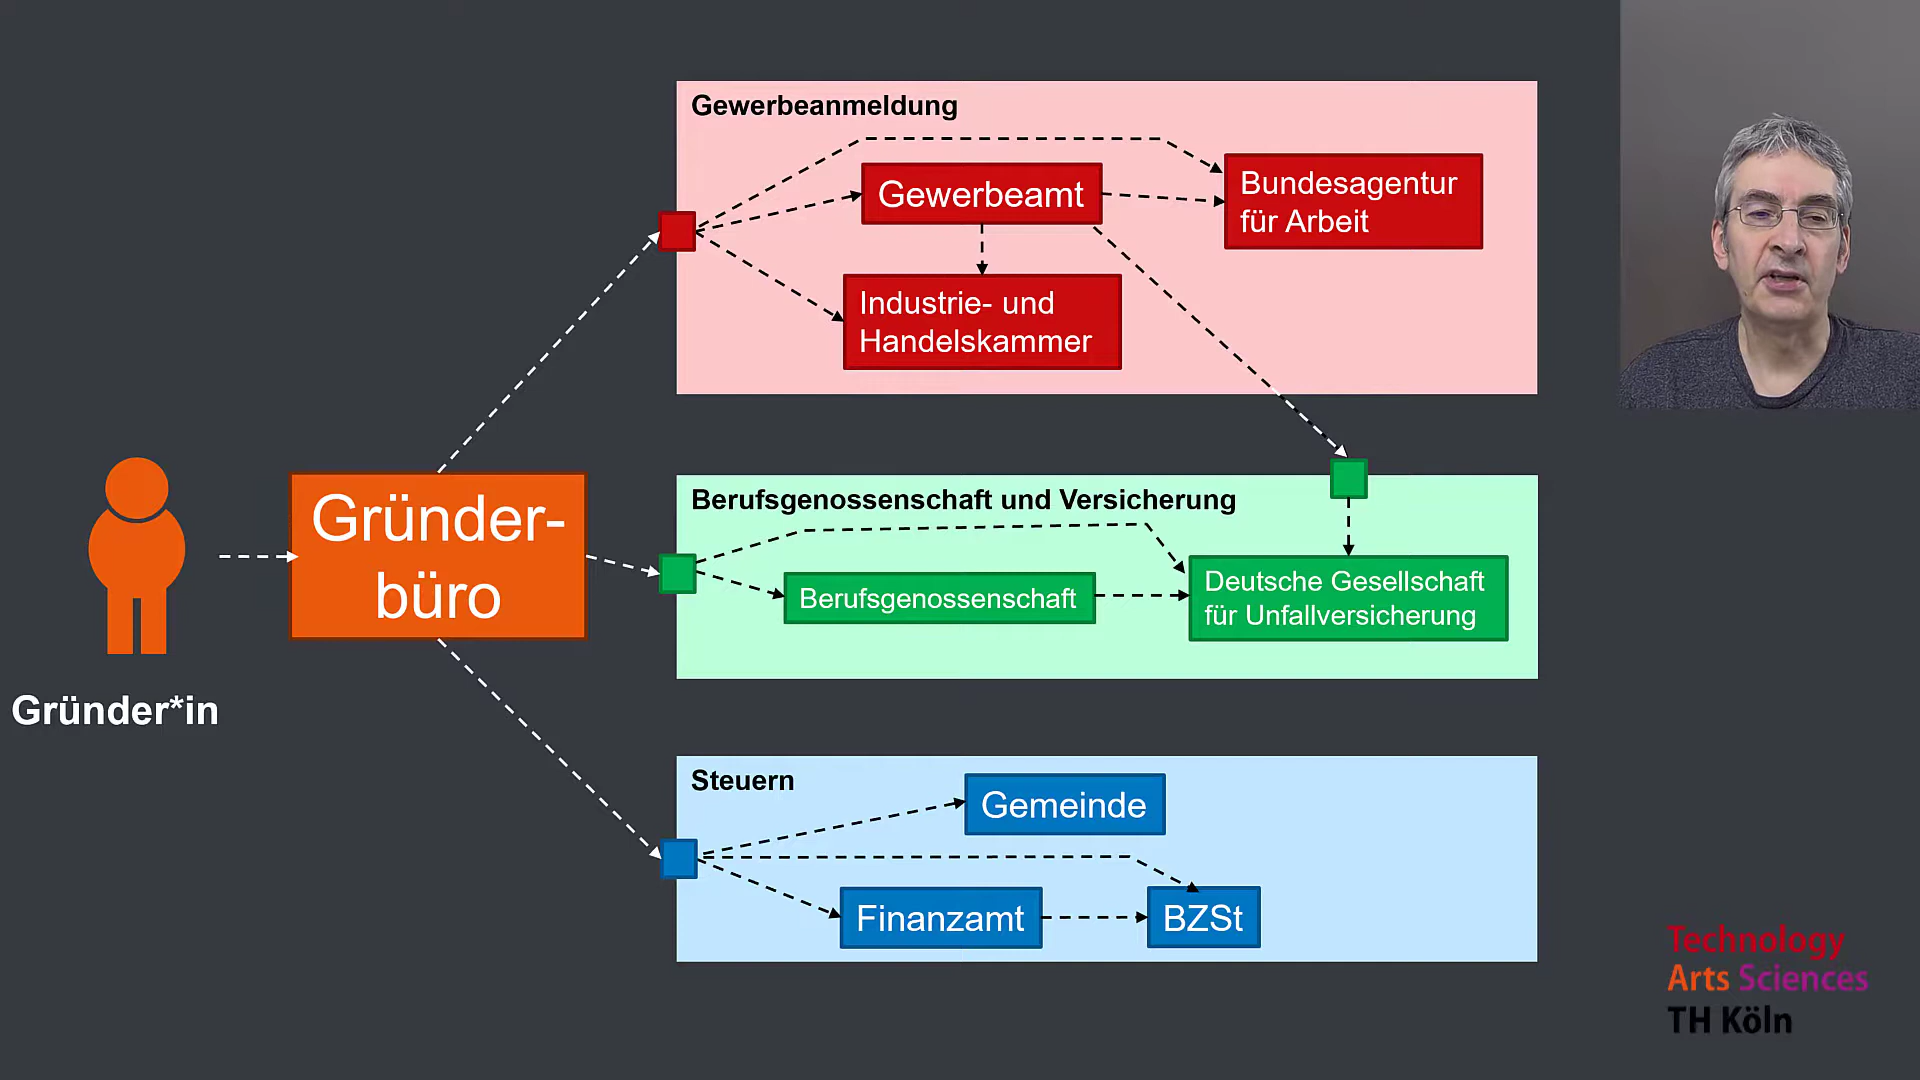 Gewerbeanmeldung
Gewerbeamt
Bundesagentur
für Arbeit
Industrie- und
Handelskammer
Gründer-
büro
Gründer*in
Berufsgenossenschaft und Versicherung
Berufsgenossenschaft
Deutsche Gesellschaft
für Unfallversicherung
Steuern
Gemeinde
Finanzamt
BZSt
Technology
Arts Sciences
TH Köln